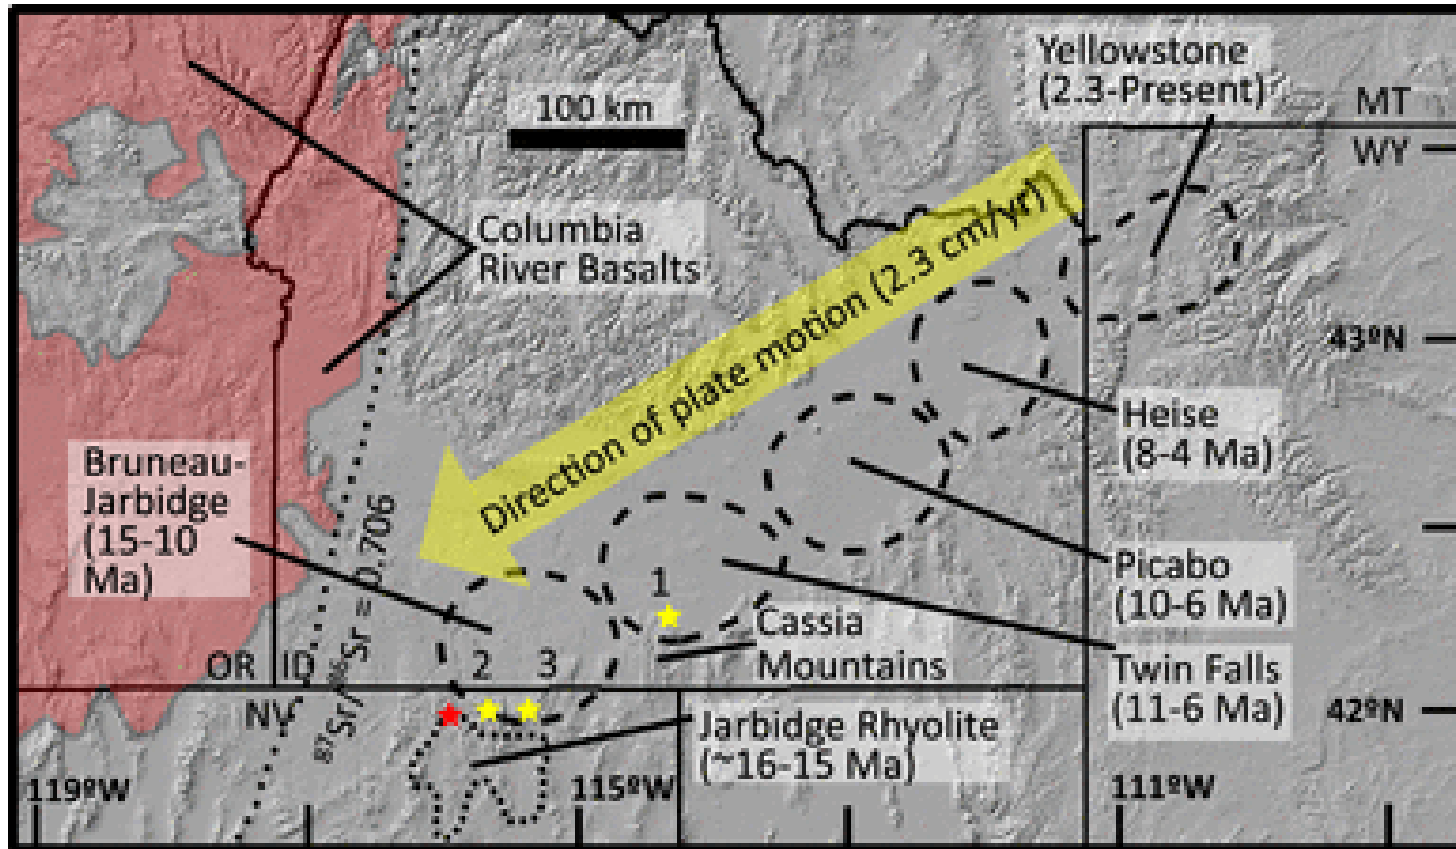 Yellowstone
(2.3-Present)
MT
WY
100 km
Columbia
River Basalts
Direction of plate motion (2.3 cm/yr)
43ºN
Heise
(8-4 Ma)
Bruneau-
Jarbidge
(15-10
Ma)
⁸⁷Sr/⁸⁶Sr = 0.706
Picabo
(10-6 Ma)
1
Cassia
Mountains
Twin Falls
(11-6 Ma)
OR
ID
2
3
NV
42ºN
Jarbidge Rhyolite
(~16-15 Ma)
119ºW
115ºW
111ºW